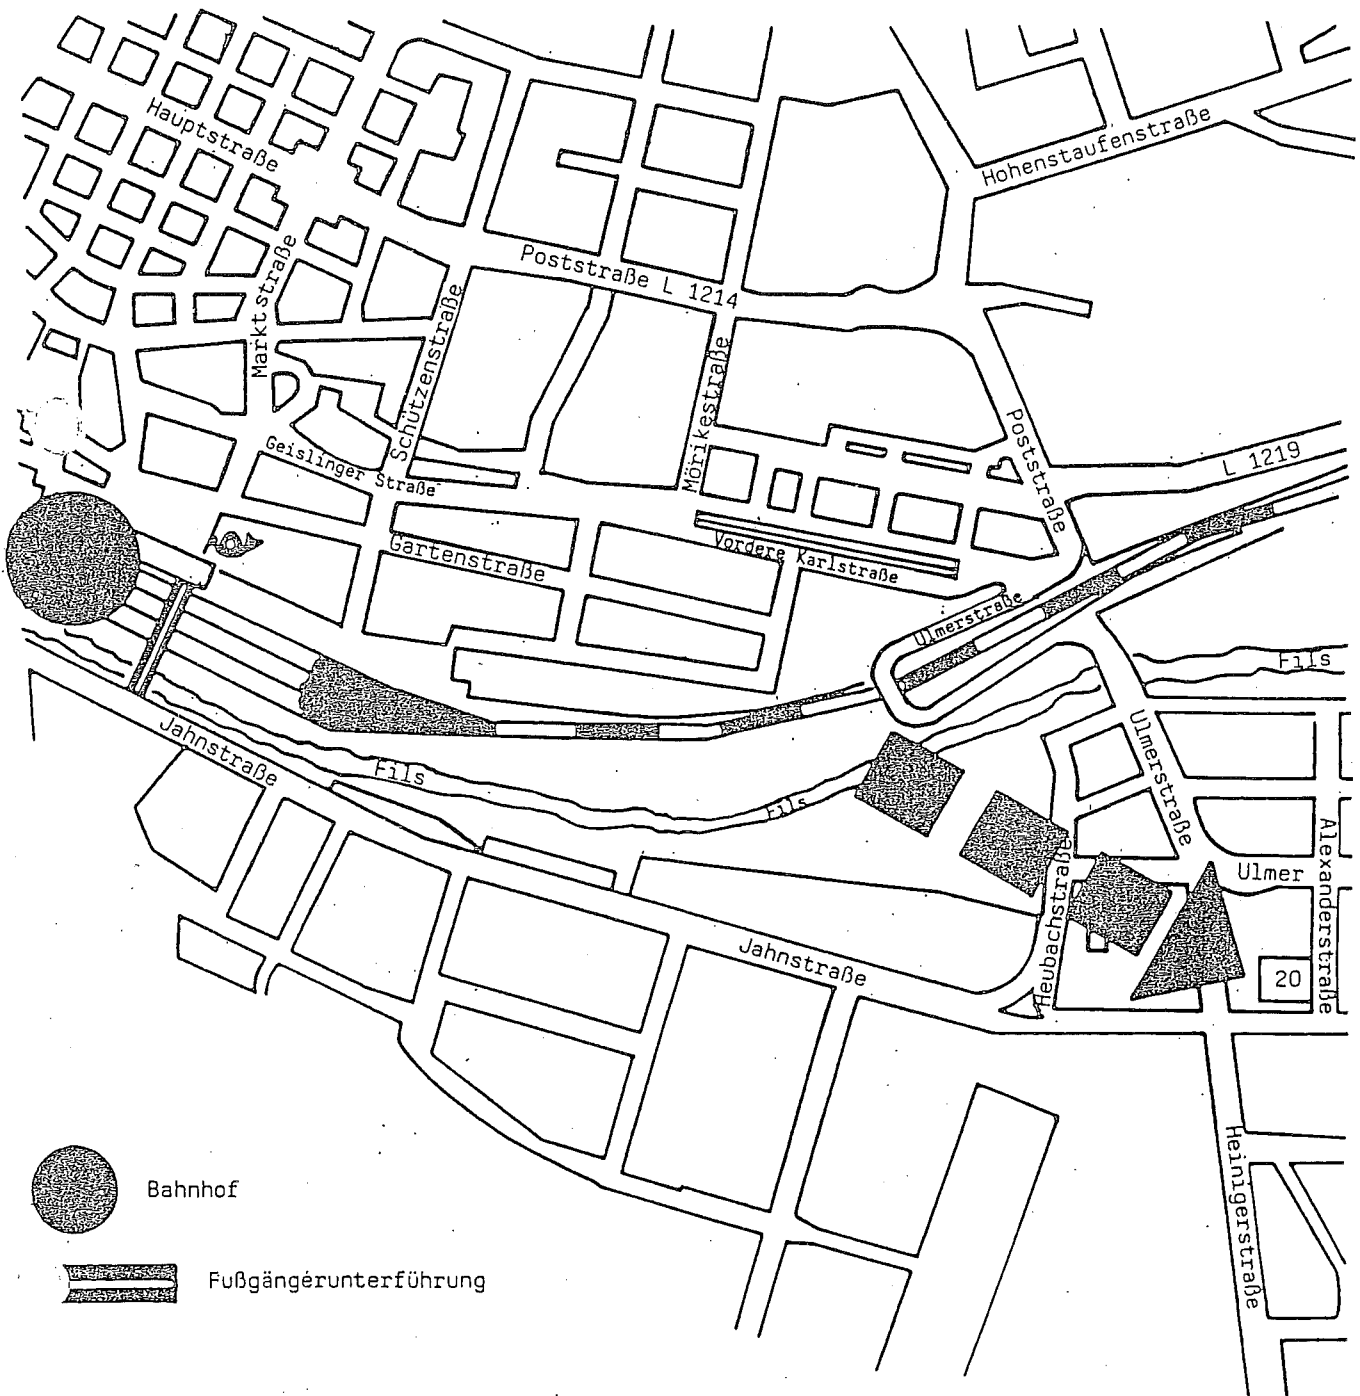 Hauptstraße
Hohenstaufenstraße
Poststraße L 1214
Marktstraße
Schützenstraße
Mörikestraße
Poststraße
L 1219
Geislinger Straße
Gartenstraße
Vordere Karlstraße
Ulmerstraße
Fils
Jahnstraße
Fils
Fils
Ulmerstraße
Heubachstraße
Ulmer
Alexanderstraße
Jahnstraße
20
Heinigerstraße
Bahnhof
Fußgängérunterführung